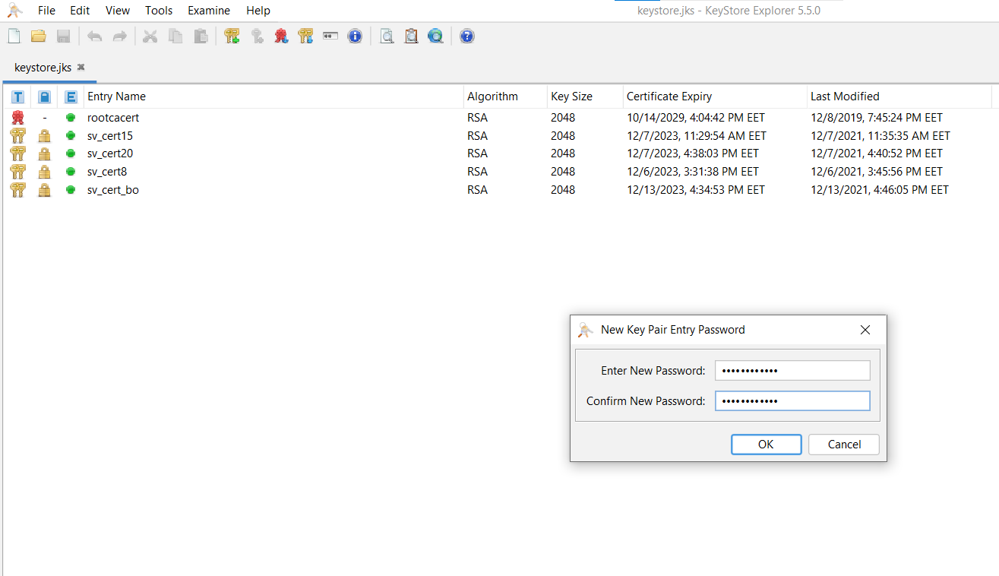 File Edit View Tools Examine Help keystore.jks - KeyStore Explorer 5.5.0
keystore.jks
T E Entry Name Algorithm Key Size Certificate Expiry Last Modified
- rootcacert RSA 2048 10/14/2029, 4:04:42 PM EET 12/8/2019, 7:45:24 PM EET
sv_cert15 RSA 2048 12/7/2023, 11:29:54 AM EET 12/7/2021, 11:35:35 AM EET
sv_cert20 RSA 2048 12/7/2023, 4:38:03 PM EET 12/7/2021, 4:40:52 PM EET
sv_cert8 RSA 2048 12/6/2023, 3:31:38 PM EET 12/6/2021, 3:45:56 PM EET
sv_cert_bo RSA 2048 12/13/2023, 4:34:53 PM EET 12/13/2021, 4:46:05 PM EET
New Key Pair Entry Password
Enter New Password: ••••••••••••
Confirm New Password: ••••••••••••
OK Cancel